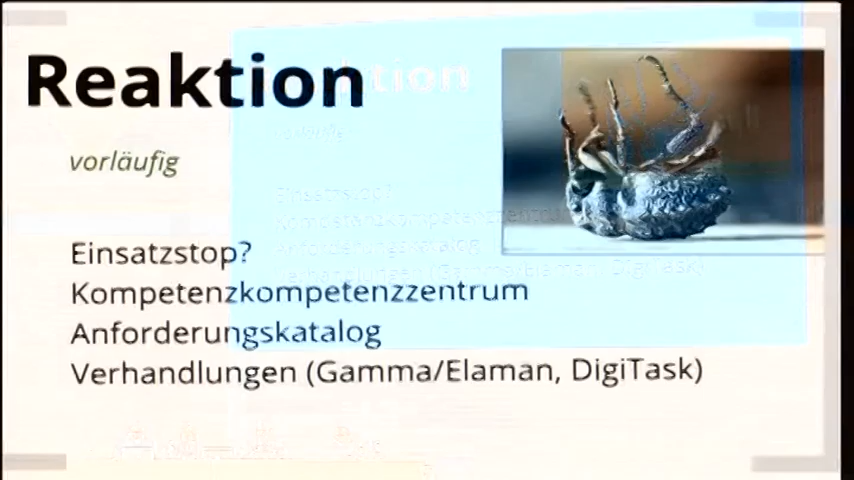 Reaktion
vorläufig
Einsatzstop?
Kompetenzkompetenzzentrum
Anforderungskatalog
Verhandlungen (Gamma/Elaman, DigiTask)